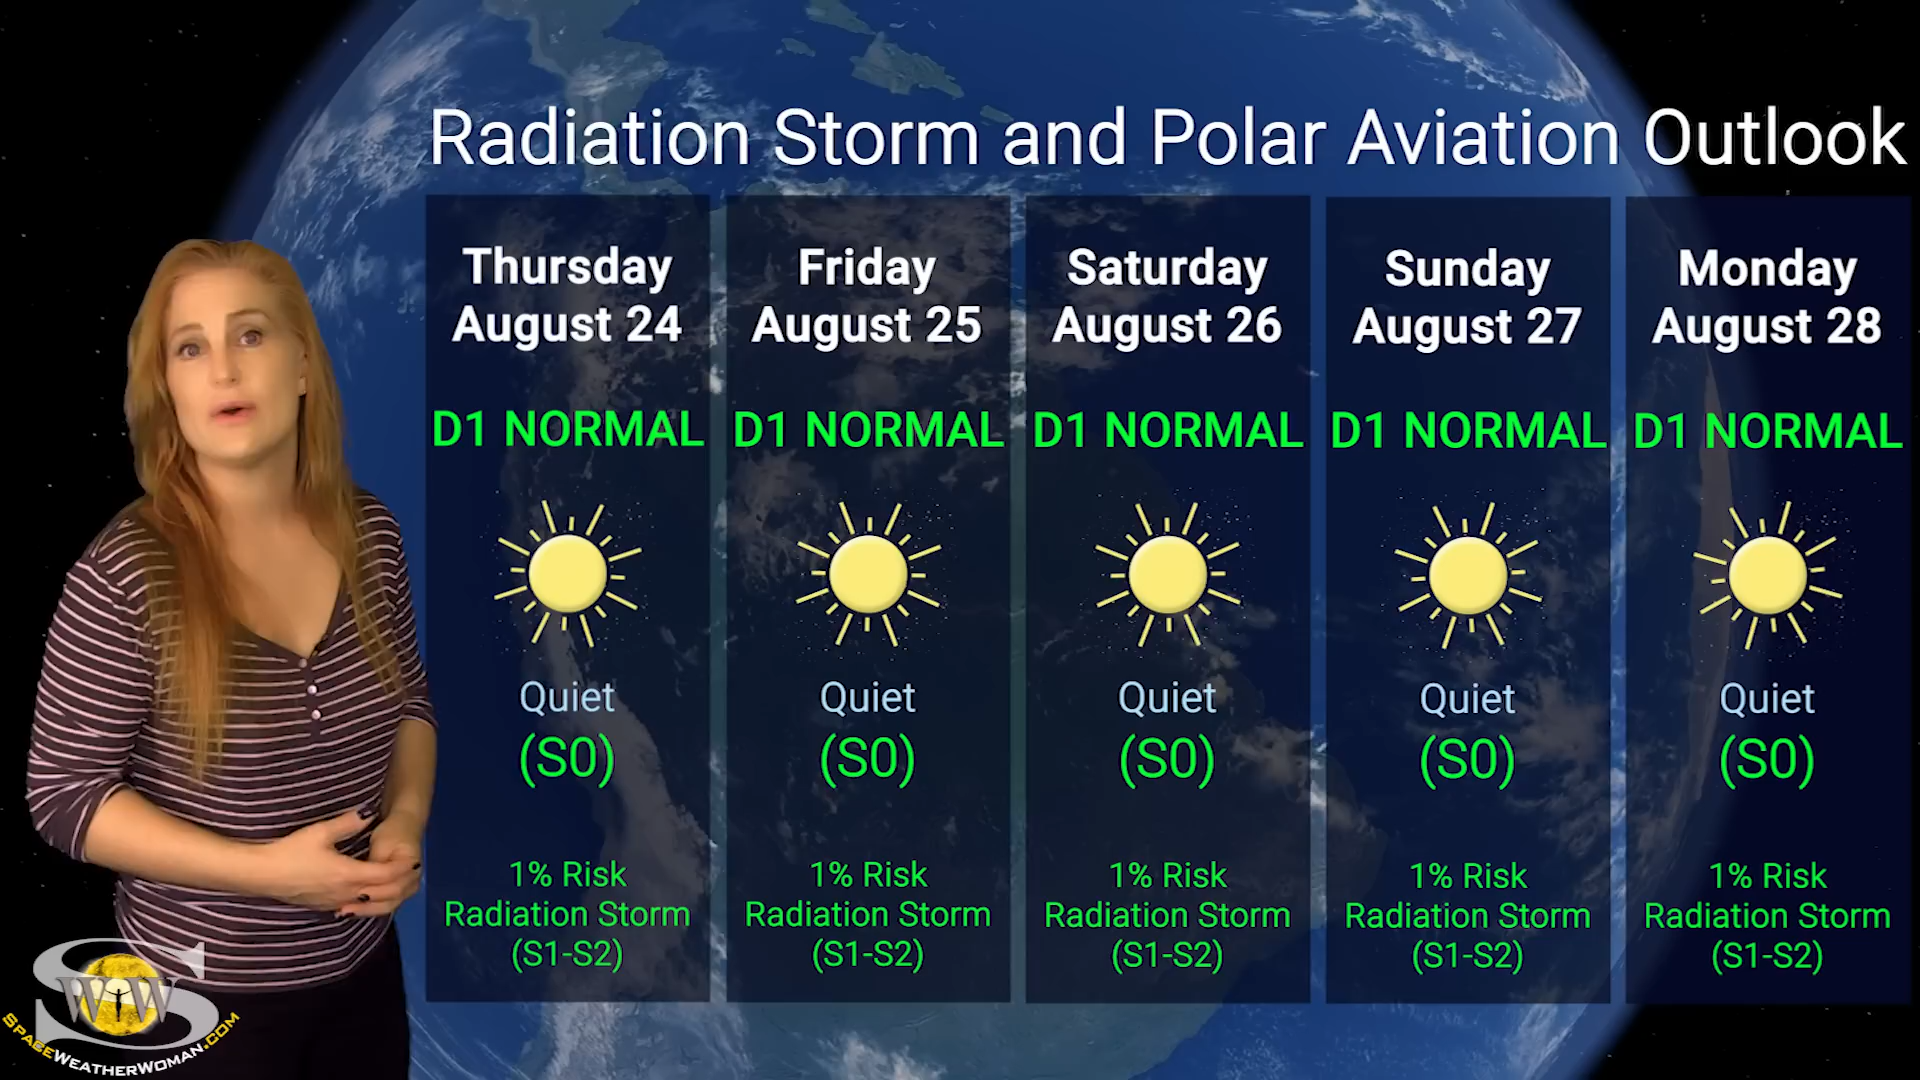 Radiation Storm and Polar Aviation Outlook
Thursday
August 24
D1 NORMAL
Quiet
(S0)
1% Risk
Radiation Storm
(S1-S2)
Friday
August 25
D1 NORMAL
Quiet
(S0)
1% Risk
Radiation Storm
(S1-S2)
Saturday
August 26
D1 NORMAL
Quiet
(S0)
1% Risk
Radiation Storm
(S1-S2)
Sunday
August 27
D1 NORMAL
Quiet
(S0)
1% Risk
Radiation Storm
(S1-S2)
Monday
August 28
D1 NORMAL
Quiet
(S0)
1% Risk
Radiation Storm
(S1-S2)
S
WW
SPACEWEATHERWOMAN.COM